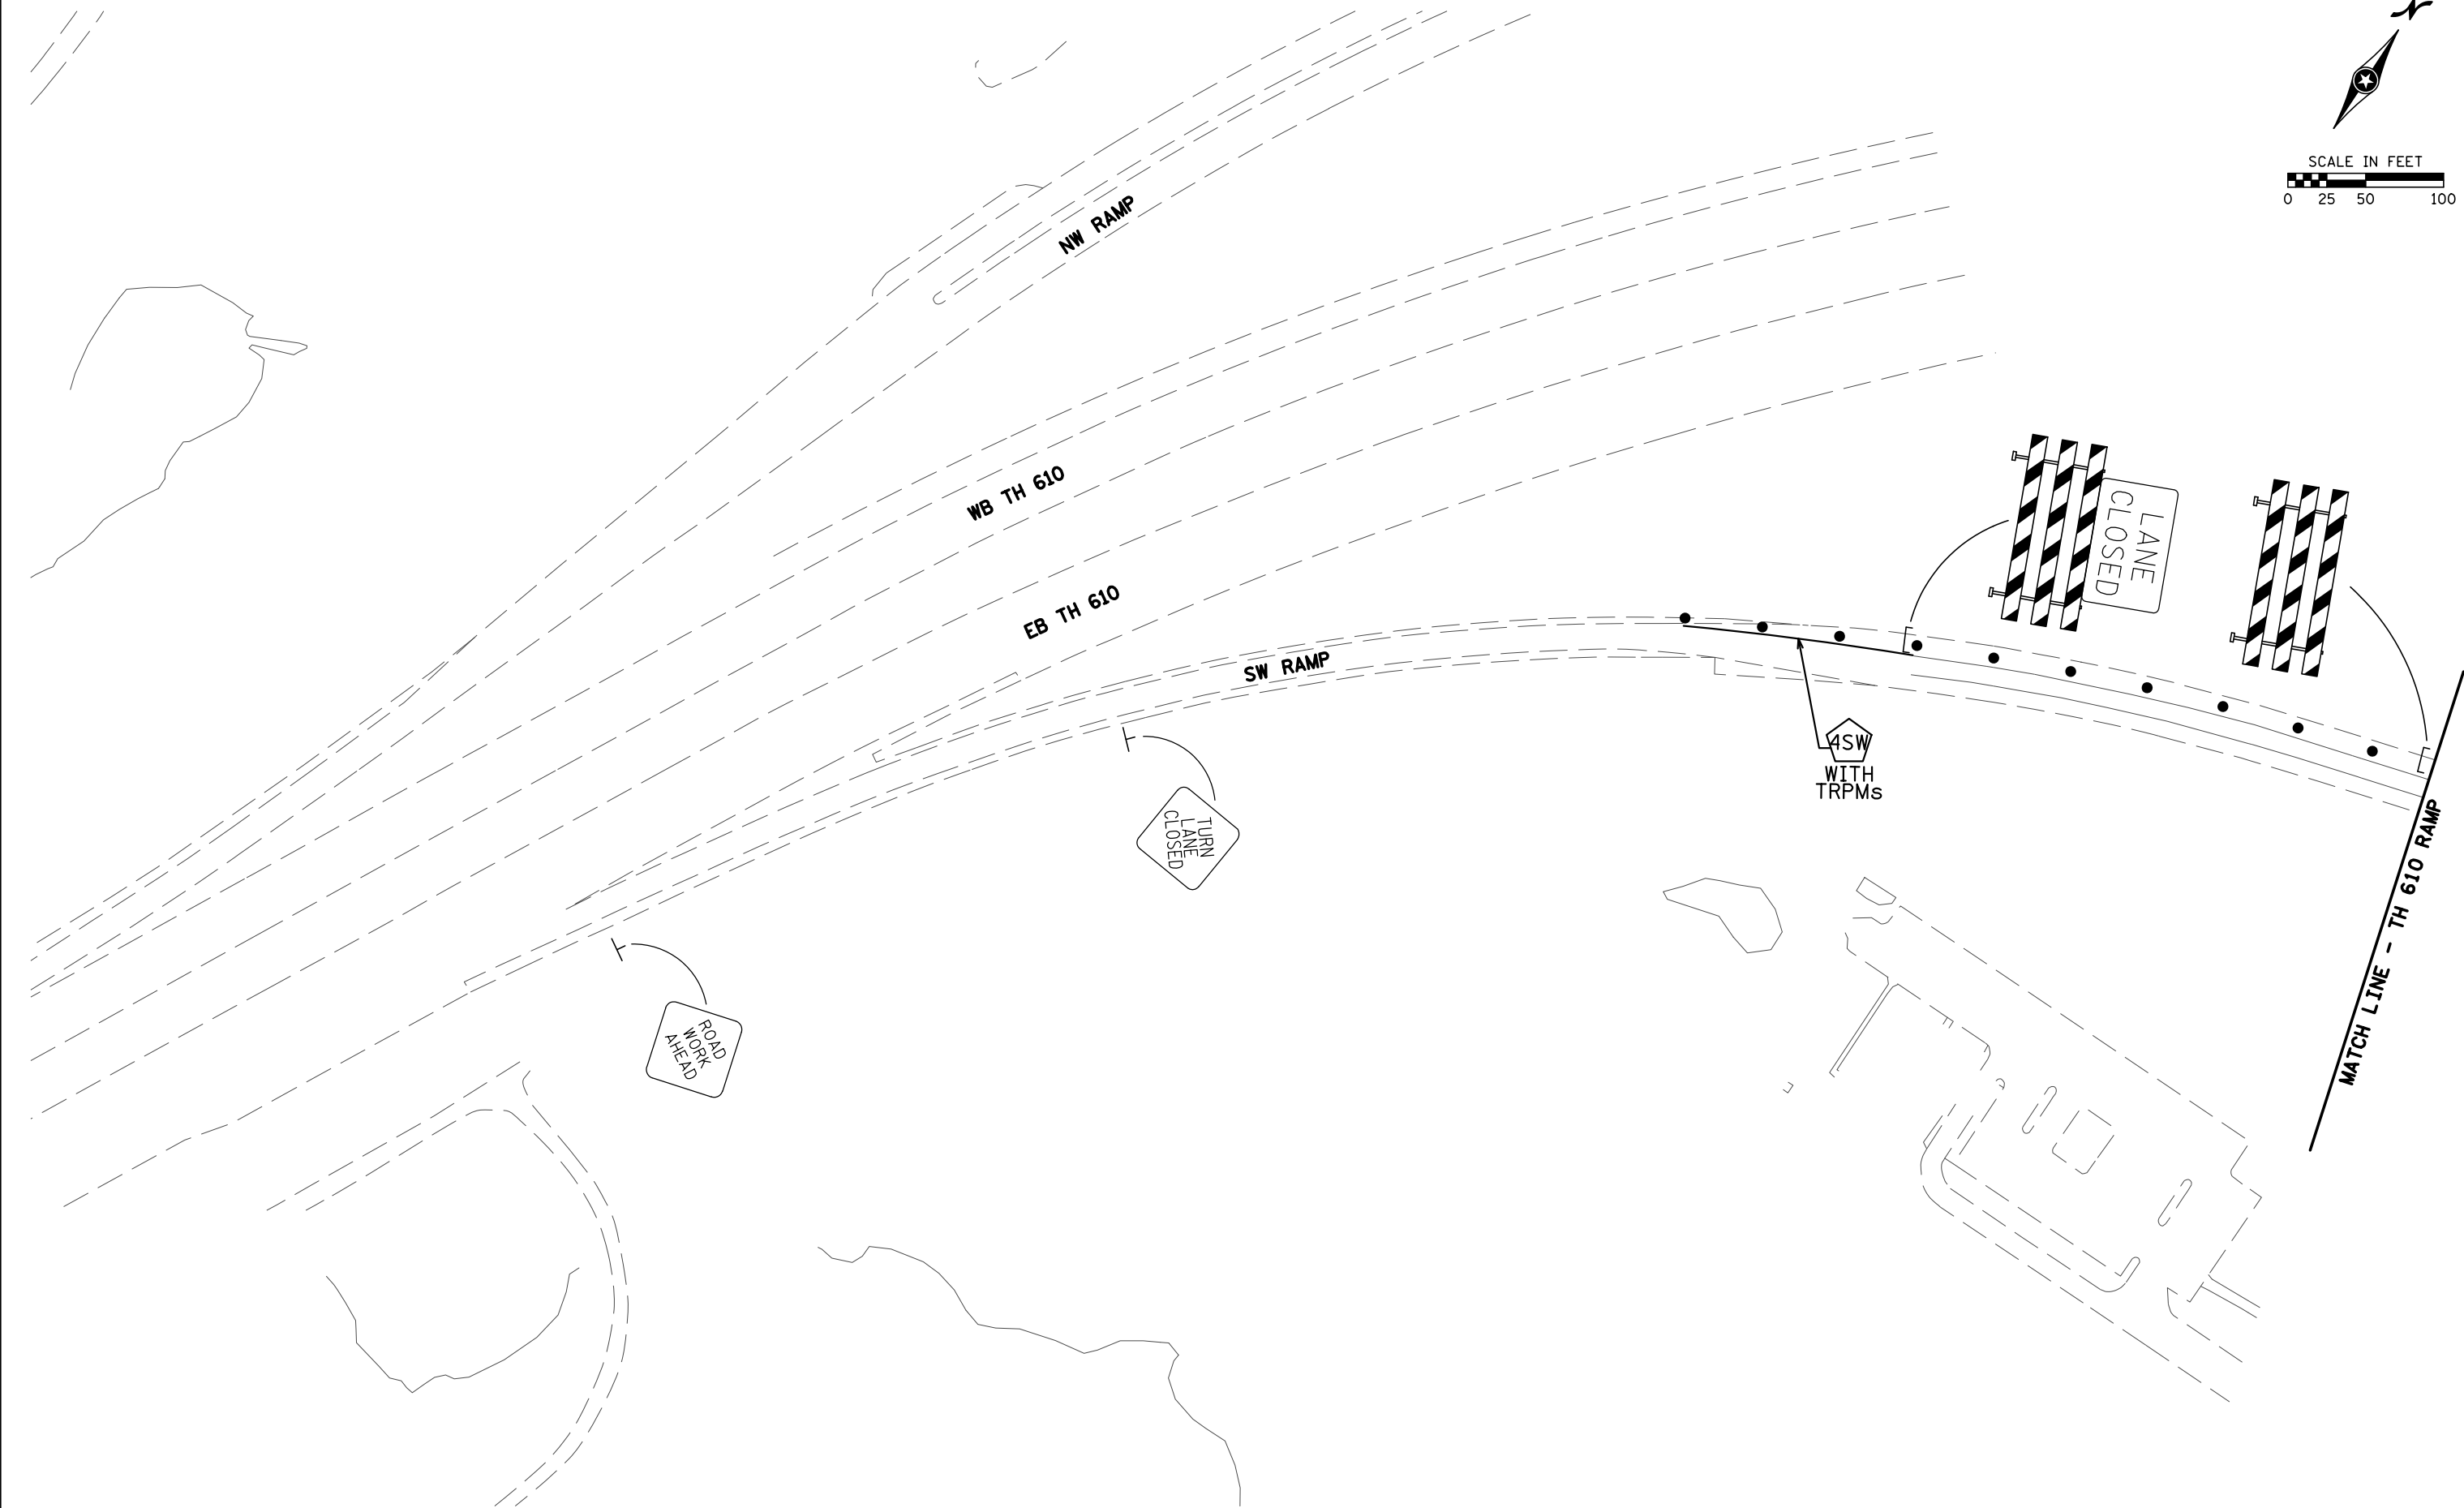 N
SCALE IN FEET
0 25 50 100
NW RAMP
WB TH 610
EB TH 610
SW RAMP
LANE
CLOSED
4SW
WITH
TRPMs
TURN
LANE
CLOSED
ROAD
WORK
AHEAD
MATCH LINE - TH 610 RAMP